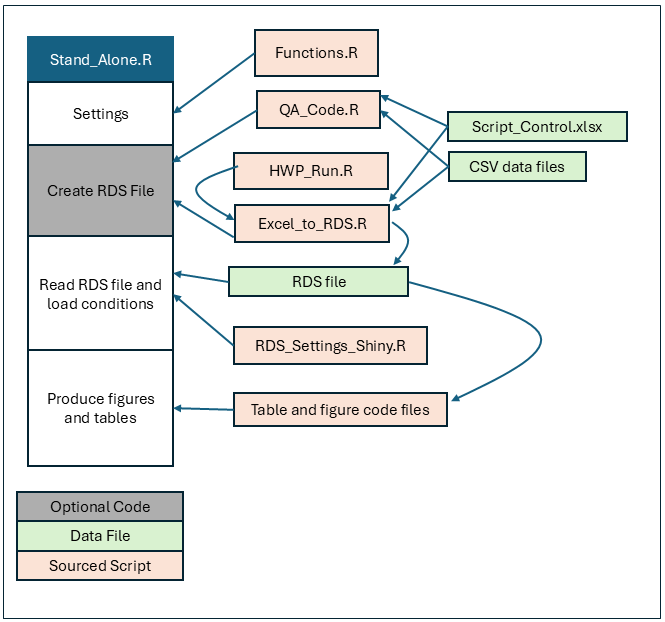 Stand_Alone.R
Settings
Create RDS File
Read RDS file and
load conditions
Produce figures
and tables
Functions.R
QA_Code.R
HWP_Run.R
Excel_to_RDS.R
RDS file
RDS_Settings_Shiny.R
Table and figure code files
Script_Control.xlsx
CSV data files
Optional Code
Data File
Sourced Script